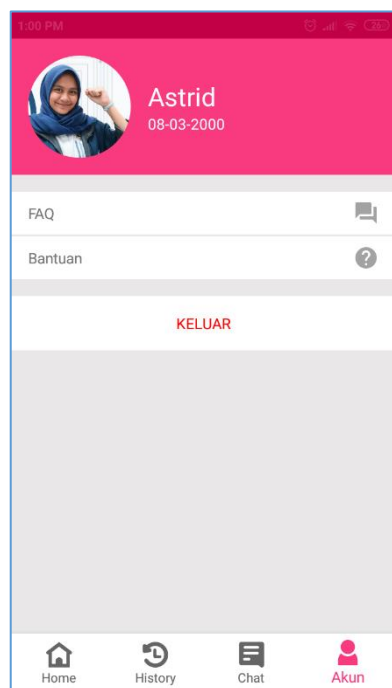 1:00 PM
Astrid
08-03-2000
FAQ
Bantuan
KELUAR
Home
History
Chat
Akun